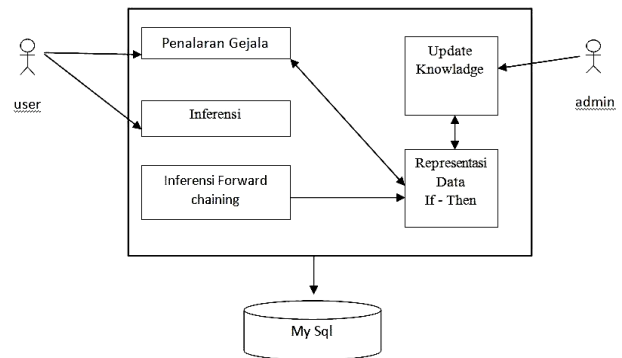 Penalaran Gejala
Update
Knowladge
user
admin
Inferensi
Inferensi Forward
chaining
Representasi
Data
If - Then
My Sql